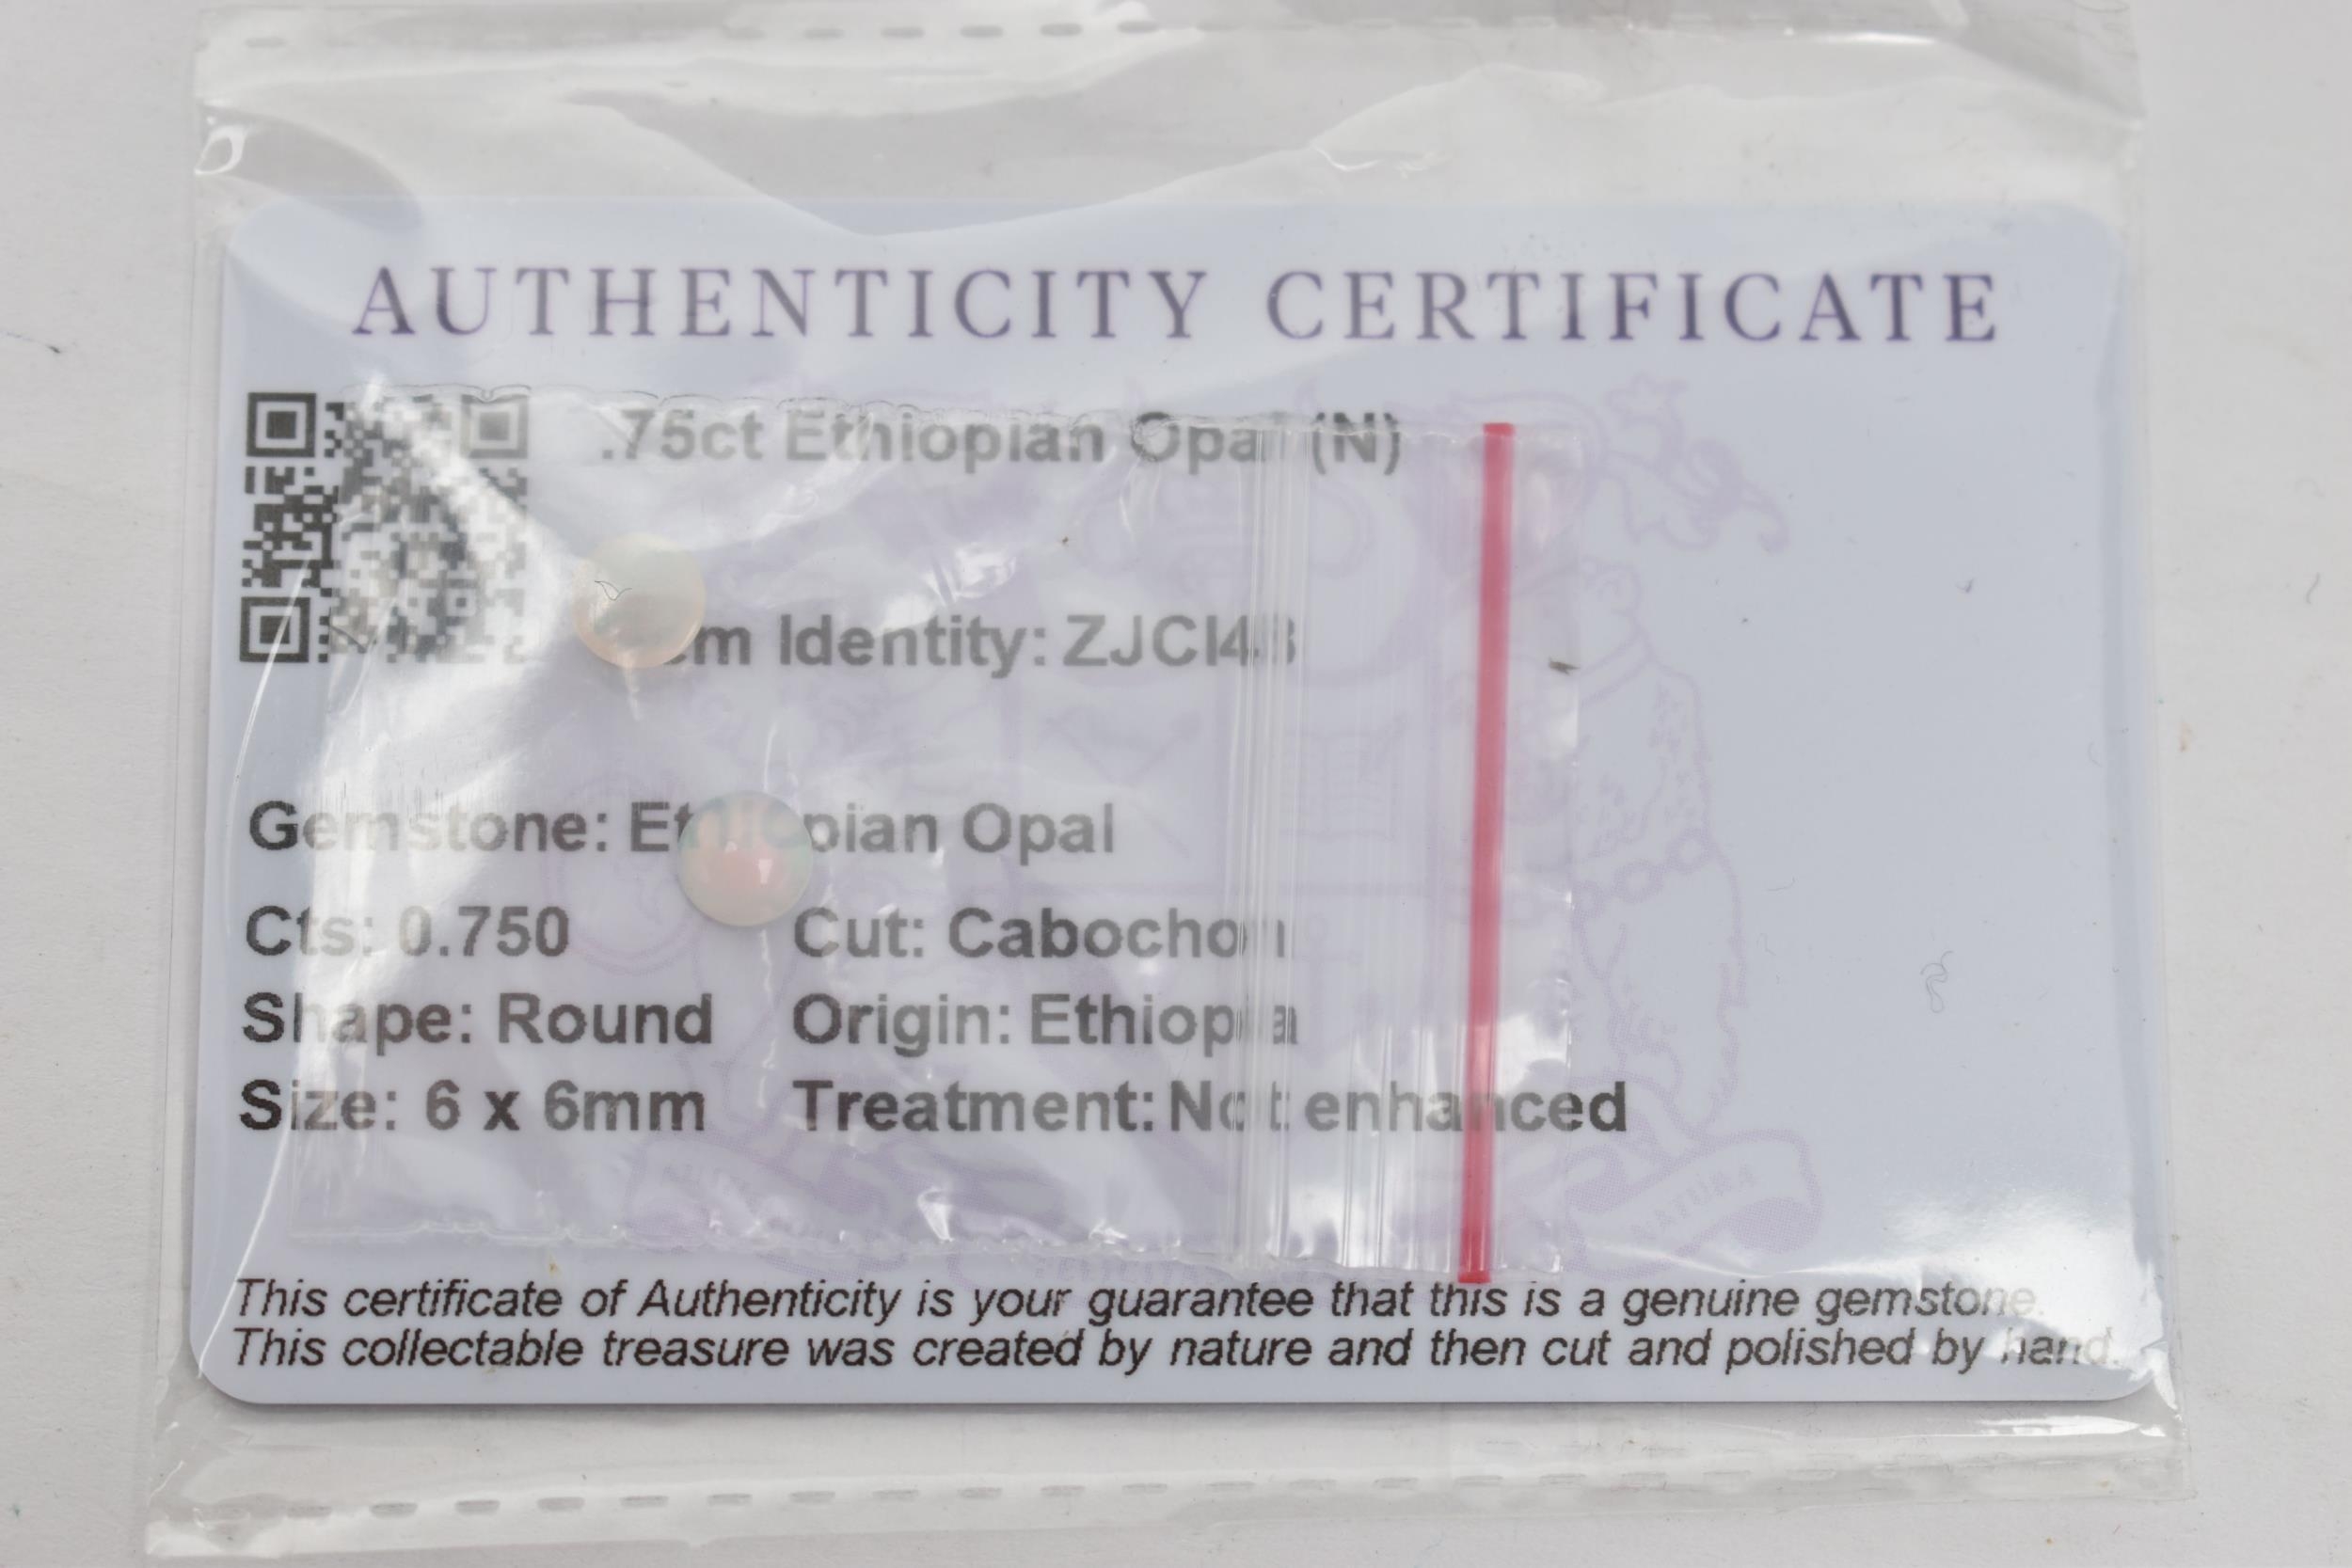 AUTHENTICITY CERTIFICATE
.75ct Ethiopian Opal (N)
Identity: ZJCI48
Gemstone: Ethiopian Opal
Cts: 0.750 Cut: Cabochon
Shape: Round Origin: Ethiopia
Size: 6 x 6mm Treatment: Not enhanced
NATURA
This certificate of Authenticity is your guarantee that this is a genuine gemstone.
This collectable treasure was created by nature and then cut and polished by hand.